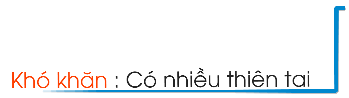 Khó khăn : Có nhiều thiên tai